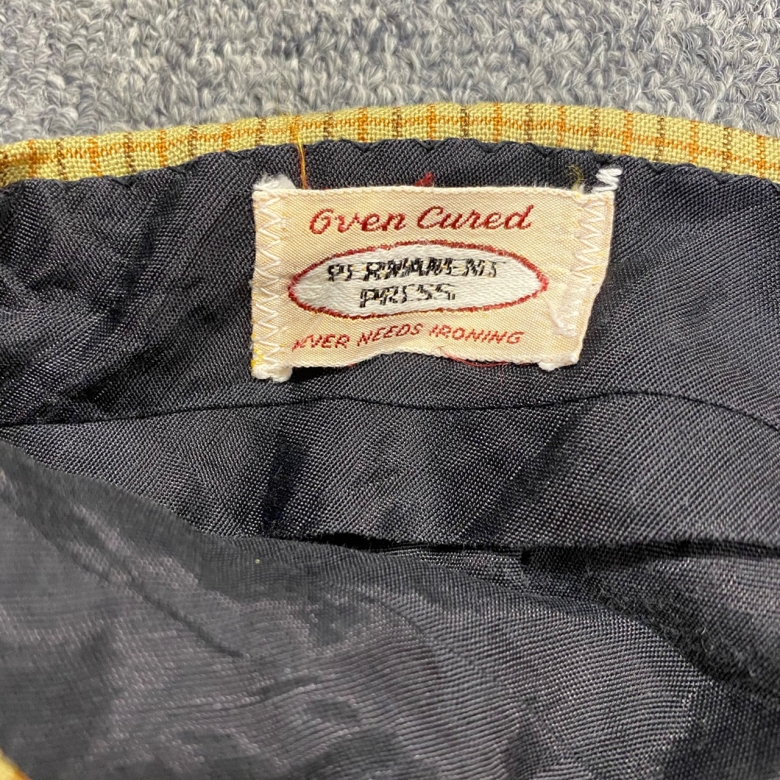 Oven Cured
PERMANENT
PRESS
NEVER NEEDS IRONING